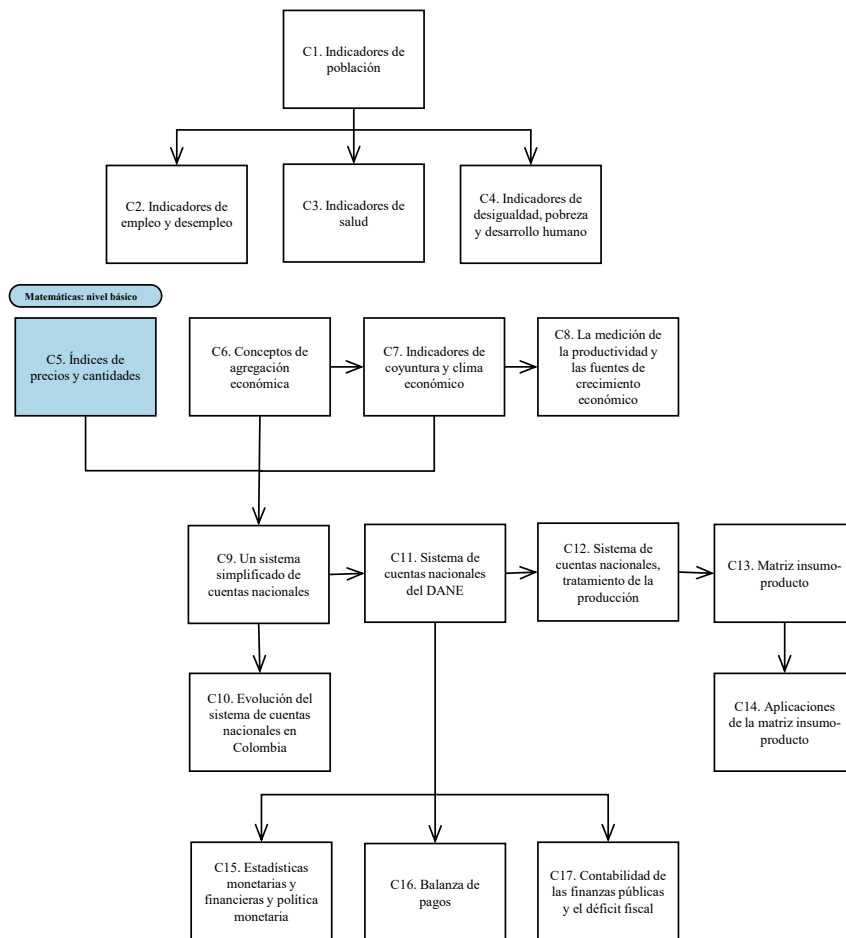 C1. Indicadores de
población
C2. Indicadores de
empleo y desempleo
C3. Indicadores de
salud
C4. Indicadores de
desigualdad, pobreza
y desarrollo humano
Matemáticas: nivel básico
C5. Índices de
precios y cantidades
C6. Conceptos de
agregación
económica
C7. Indicadores de
coyuntura y clima
económico
C8. La medición de
la productividad y
las fuentes de
crecimiento
económico
C9. Un sistema
simplificado de
cuentas nacionales
C11. Sistema de
cuentas nacionales
del DANE
C12. Sistema de
cuentas nacionales,
tratamiento de la
producción
C13. Matriz insumo-
producto
C10. Evolución del
sistema de cuentas
nacionales en
Colombia
C14. Aplicaciones
de la matriz insumo-
producto
C15. Estadísticas
monetarias y
financieras y política
monetaria
C16. Balanza de
pagos
C17. Contabilidad de
las finanzas públicas
y el déficit fiscal